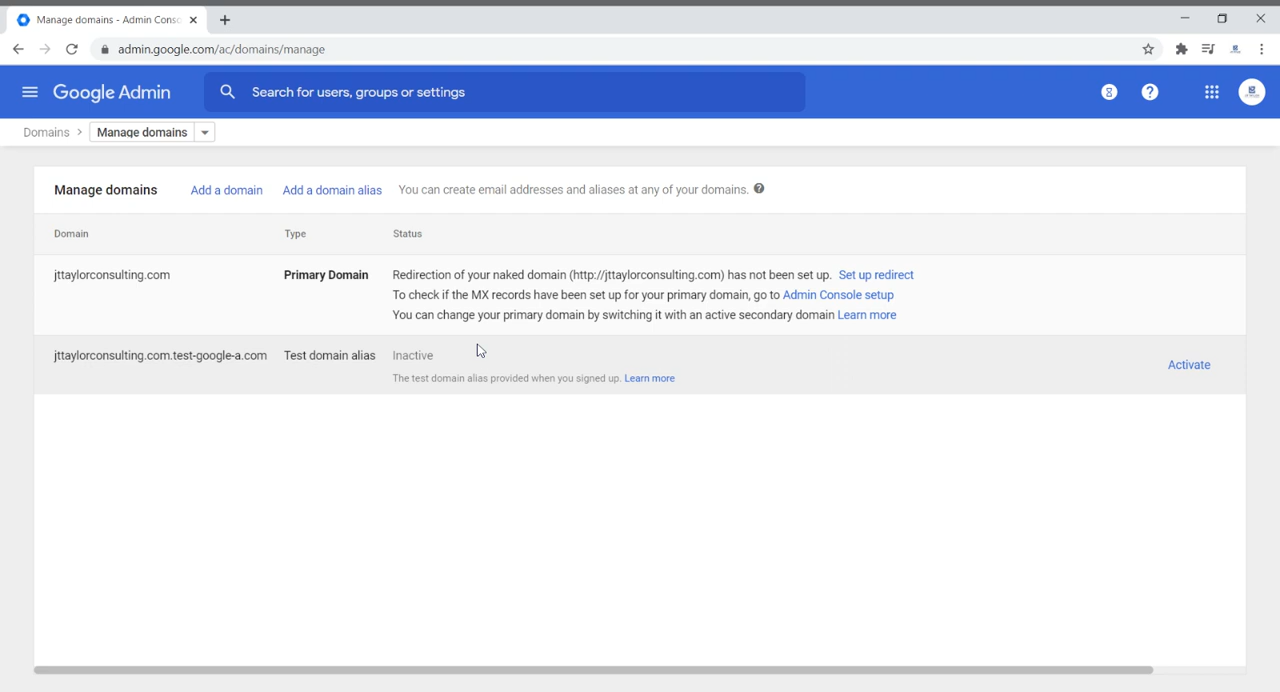 Manage domains - Admin Conso
admin.google.com/ac/domains/manage
Google Admin
Search for users, groups or settings
Domains > Manage domains
Manage domains Add a domain Add a domain alias You can create email addresses and aliases at any of your domains.
Domain Type Status
jttaylorconsulting.com Primary Domain Redirection of your naked domain (http://jttaylorconsulting.com) has not been set up. Set up redirect
To check if the MX records have been set up for your primary domain, go to Admin Console setup
You can change your primary domain by switching it with an active secondary domain Learn more
jttaylorconsulting.com.test-google-a.com Test domain alias Inactive
The test domain alias provided when you signed up. Learn more
Activate